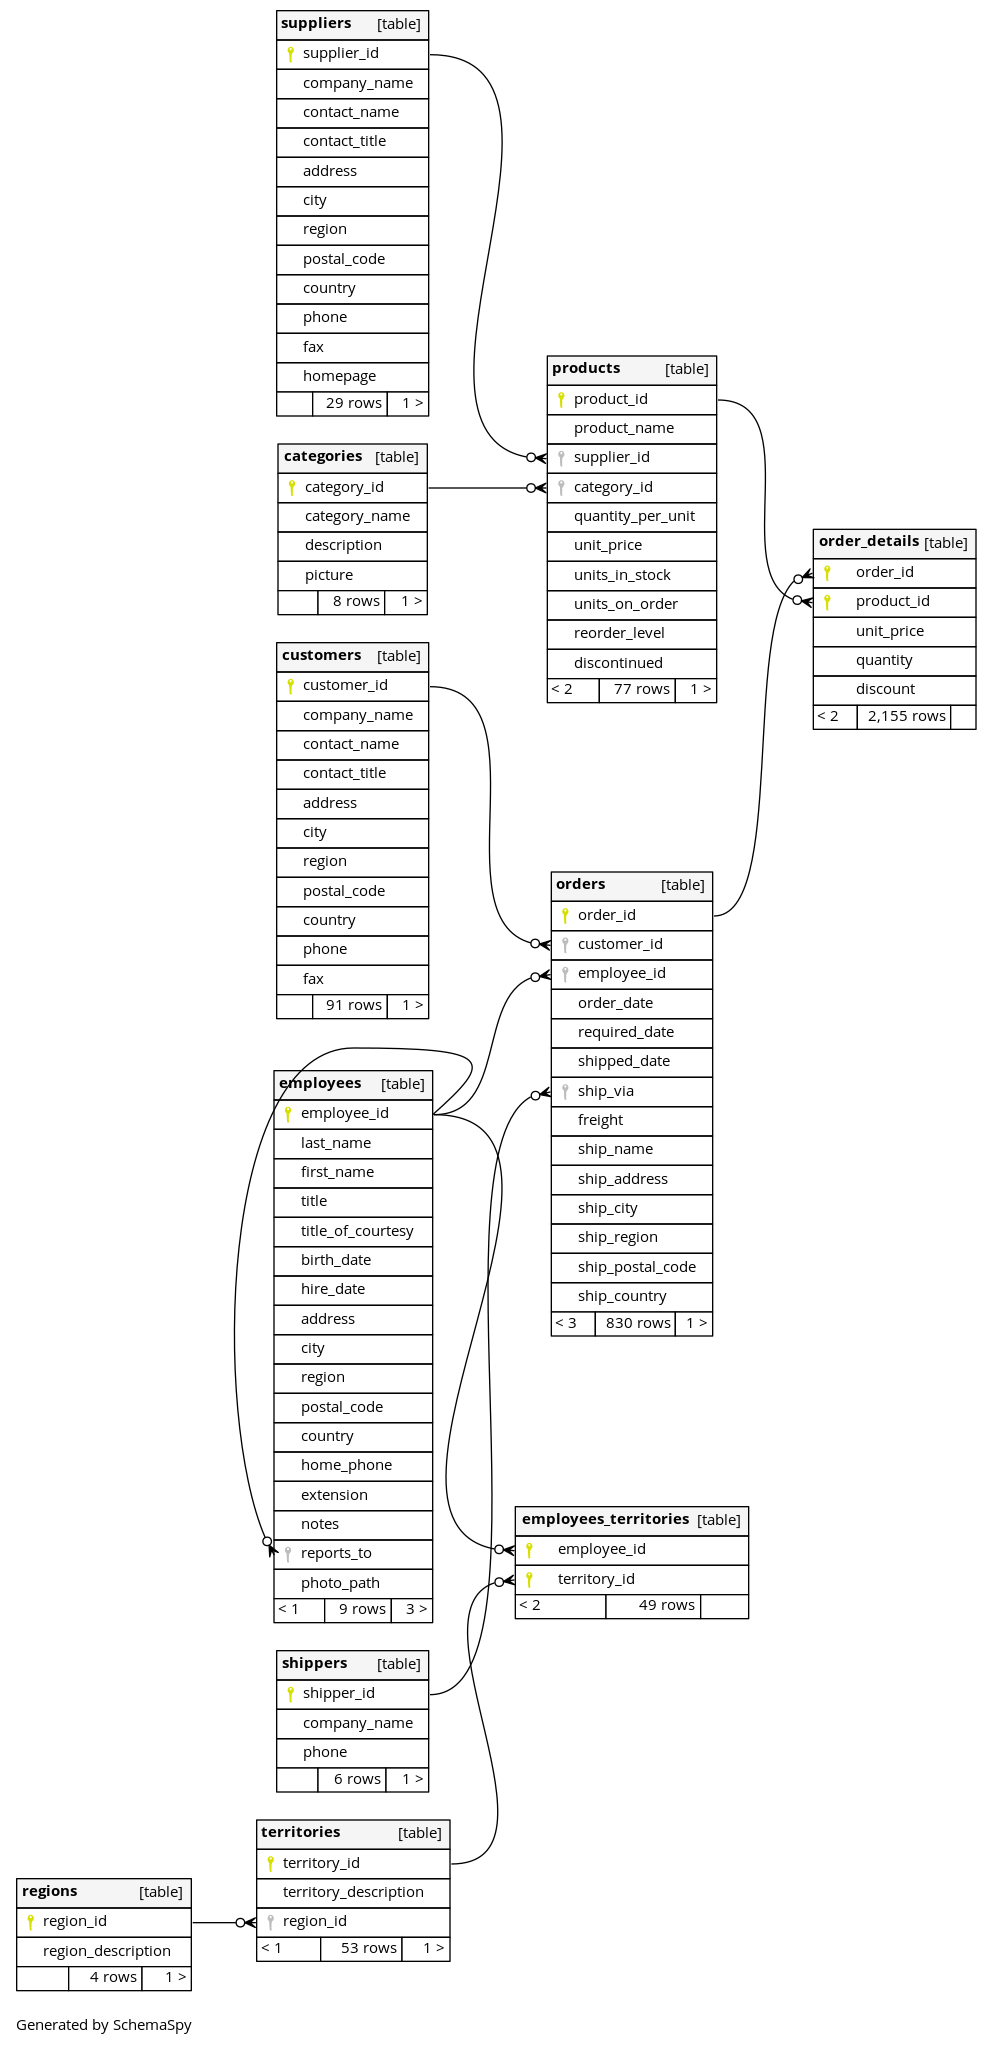 suppliers [table]
supplier_id
company_name
contact_name
contact_title
address
city
region
postal_code
country
phone
fax
homepage
29 rows 1 >
categories [table]
category_id
category_name
description
picture
8 rows 1 >
customers [table]
customer_id
company_name
contact_name
contact_title
address
city
region
postal_code
country
phone
fax
91 rows 1 >
employees [table]
employee_id
last_name
first_name
title
title_of_courtesy
birth_date
hire_date
address
city
region
postal_code
country
home_phone
extension
notes
reports_to
photo_path
< 1 9 rows 3 >
shippers [table]
shipper_id
company_name
phone
6 rows 1 >
territories [table]
territory_id
territory_description
region_id
< 1 53 rows 1 >
regions [table]
region_id
region_description
4 rows 1 >
products [table]
product_id
product_name
supplier_id
category_id
quantity_per_unit
unit_price
units_in_stock
units_on_order
reorder_level
discontinued
< 2 77 rows 1 >
orders [table]
order_id
customer_id
employee_id
order_date
required_date
shipped_date
ship_via
freight
ship_name
ship_address
ship_city
ship_region
ship_postal_code
ship_country
< 3 830 rows 1 >
employees_territories [table]
employee_id
territory_id
< 2 49 rows
order_details [table]
order_id
product_id
unit_price
quantity
discount
< 2 2,155 rows
Generated by SchemaSpy